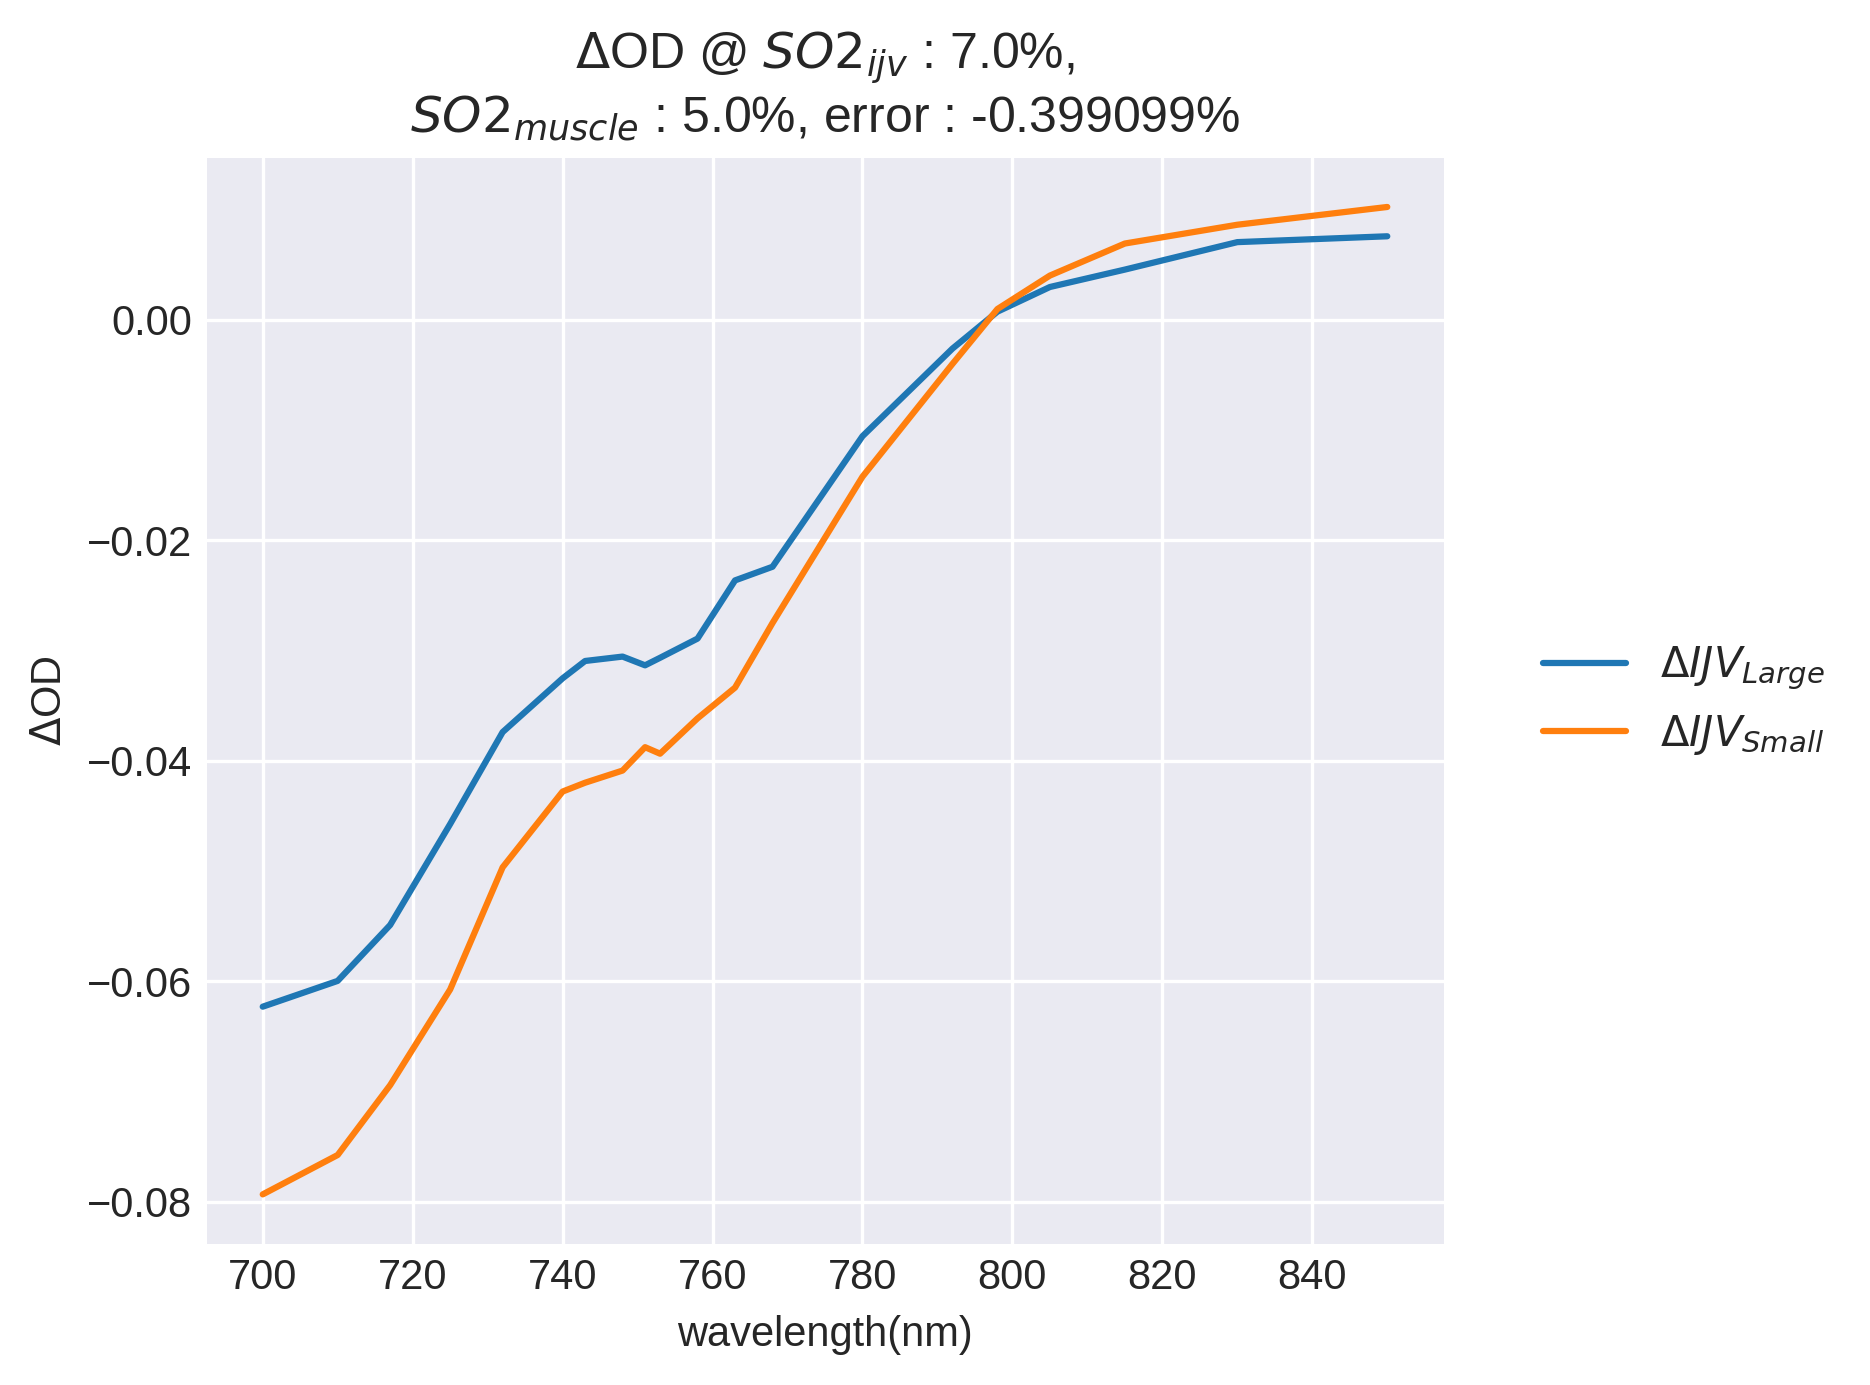 ΔOD @ SO2ijv : 7.0%,
SO2muscle : 5.0%, error : -0.399099%
0.00
−0.02
−0.04
−0.06
−0.08
ΔOD
700 720 740 760 780 800 820 840
wavelength(nm)
ΔIJVLarge
ΔIJVSmall